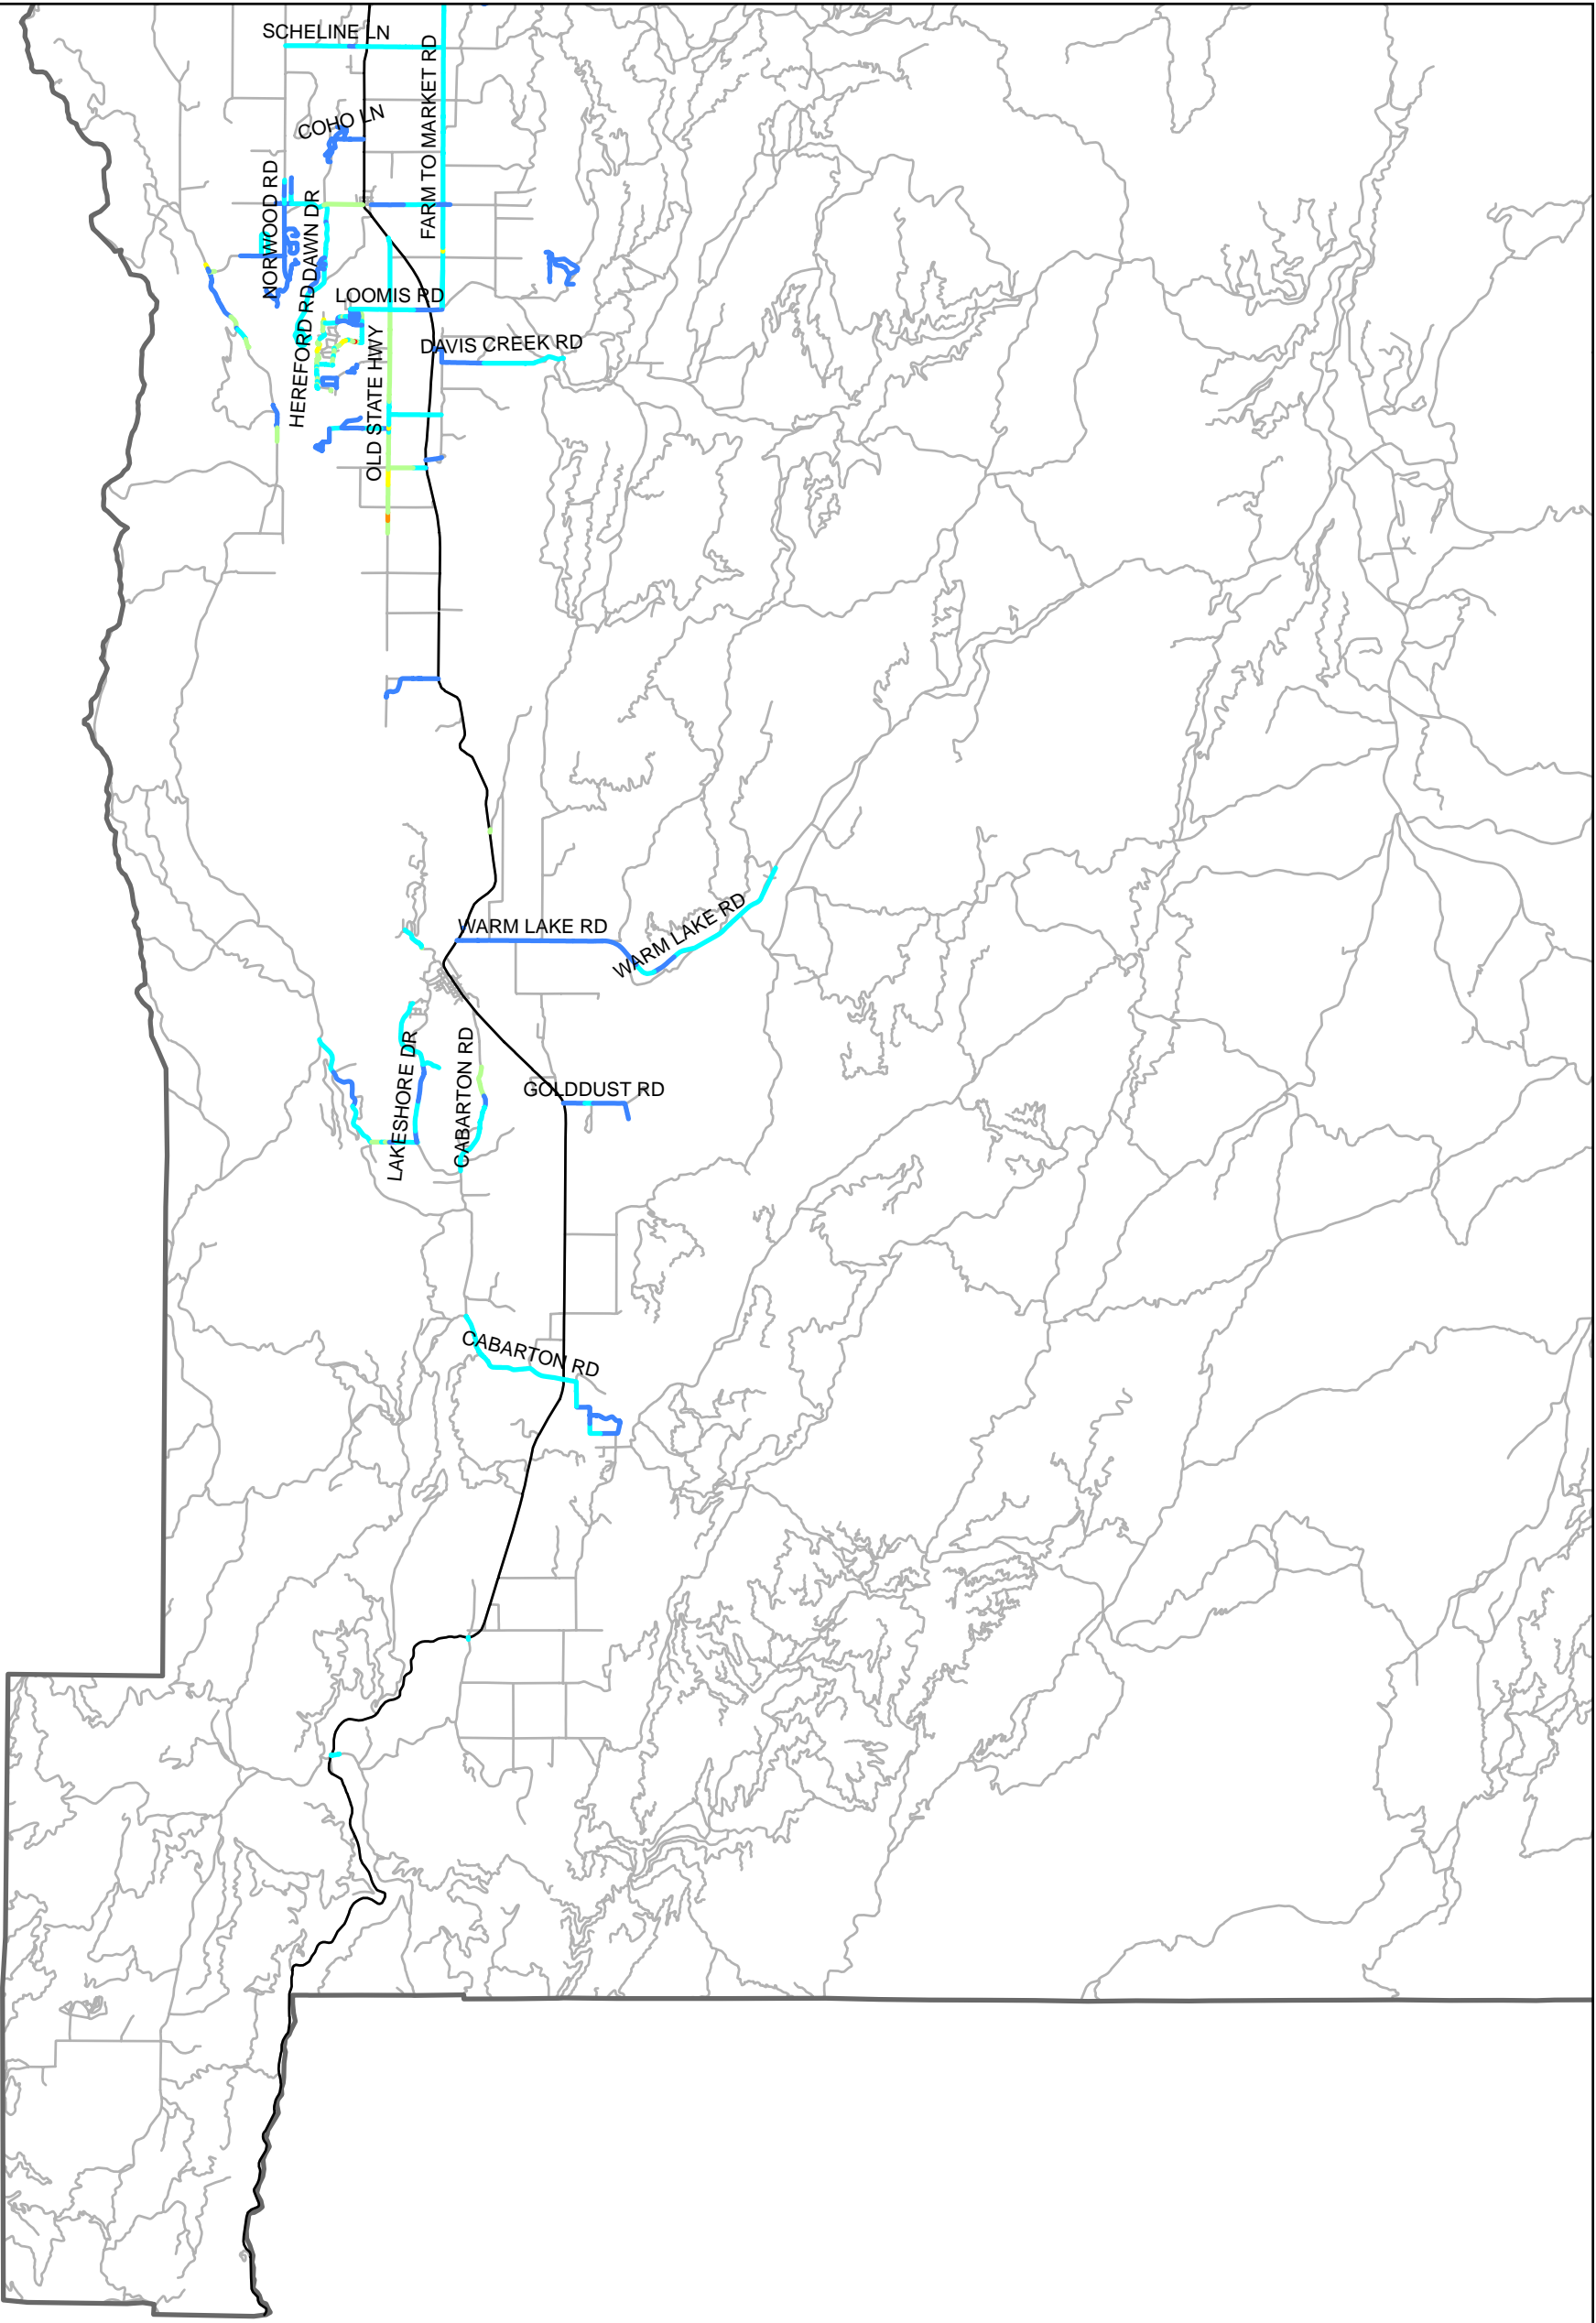 SCHELINE LN
FARM TO MARKET RD
COHO LN
NORWOOD RD
DAWN DR
HEREFORD RD
LOOMIS RD
OLD STATE HWY
DAVIS CREEK RD
WARM LAKE RD
WARM LAKE RD
LAKESHORE DR
CABARTON RD
GOLDDUST RD
CABARTON RD